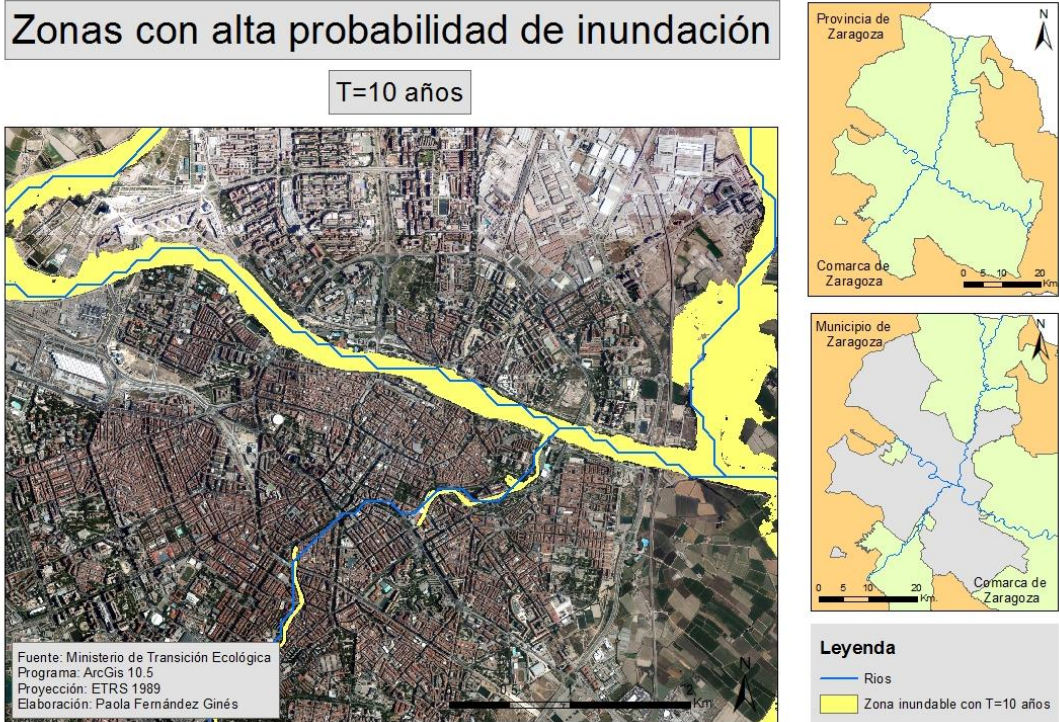 Zonas con alta probabilidad de inundación
T=10 años
Fuente: Ministerio de Transición Ecológica
Programa: ArcGis 10.5
Proyección: ETRS 1989
Elaboración: Paola Fernández Ginés
N
2
Km
Provincia de
Zaragoza
N
Comarca de
Zaragoza
0 5 10 20
Km
Municipio de
Zaragoza
N
0 5 10 20
Km
Comarca de
Zaragoza
Leyenda
Rios
Zona inundable con T=10 años